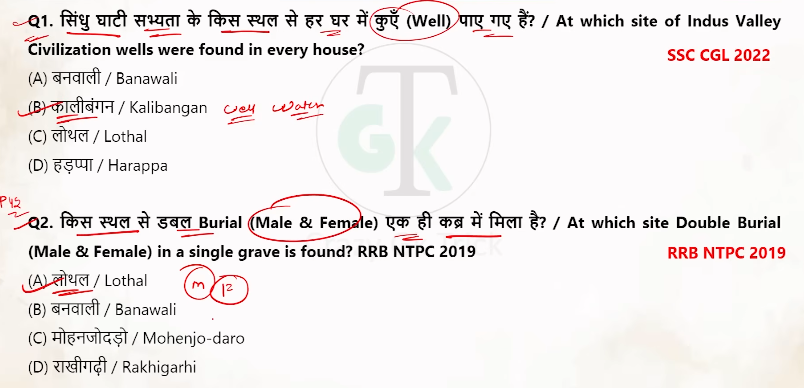 Q1. सिंधु घाटी सभ्यता के किस स्थल से हर घर में कुएँ (Well) पाए गए हैं? / At which site of Indus Valley
Civilization wells were found in every house?
SSC CGL 2022
(A) बनवाली / Banawali
(B) कालीबंगन / Kalibangan well water
(C) लोथल / Lothal
(D) हड़प्पा / Harappa
TGK
Q2. किस स्थल से डबल Burial (Male & Female) एक ही कब्र में मिला है? / At which site Double Burial
(Male & Female) in a single grave is found? RRB NTPC 2019
RRB NTPC 2019
(A) लोथल / Lothal M F
(B) बनवाली / Banawali
(C) मोहनजोदड़ो / Mohenjo-daro
(D) राखीगढ़ी / Rakhigarhi